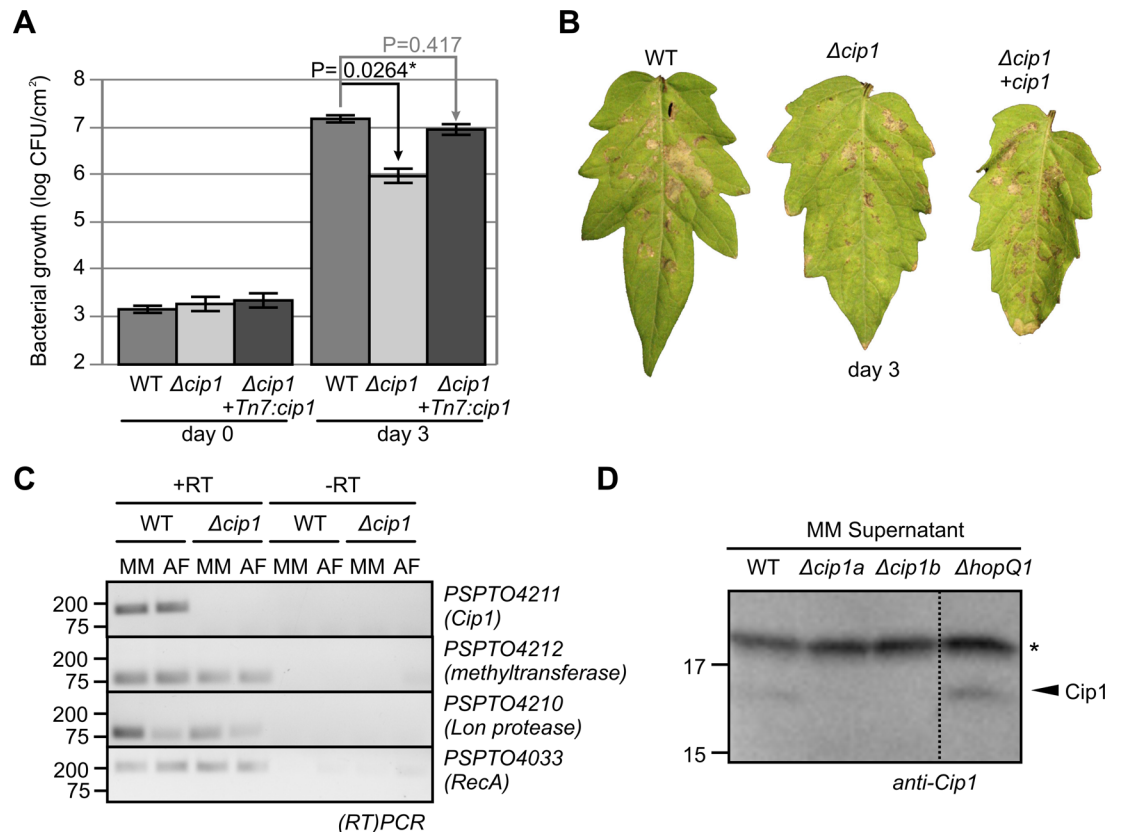 A
P=0.417
P= 0.0264*
Bacterial growth (log CFU/cm²)
8
7
6
5
4
3
2
WT Δcip1 Δcip1 +Tn7:cip1
WT Δcip1 Δcip1 +Tn7:cip1
day 0
day 3
B
WT
Δcip1
Δcip1
+cip1
day 3
C
+RT -RT
WT Δcip1 WT Δcip1
MM AF MM AF MM AF MM AF
200
75
PSPTO4211
(Cip1)
200
75
PSPTO4212
(methyltransferase)
200
75
PSPTO4210
(Lon protease)
200
75
PSPTO4033
(RecA)
(RT)PCR
D
MM Supernatant
WT Δcip1a Δcip1b ΔhopQ1
*
17
Cip1
15
anti-Cip1